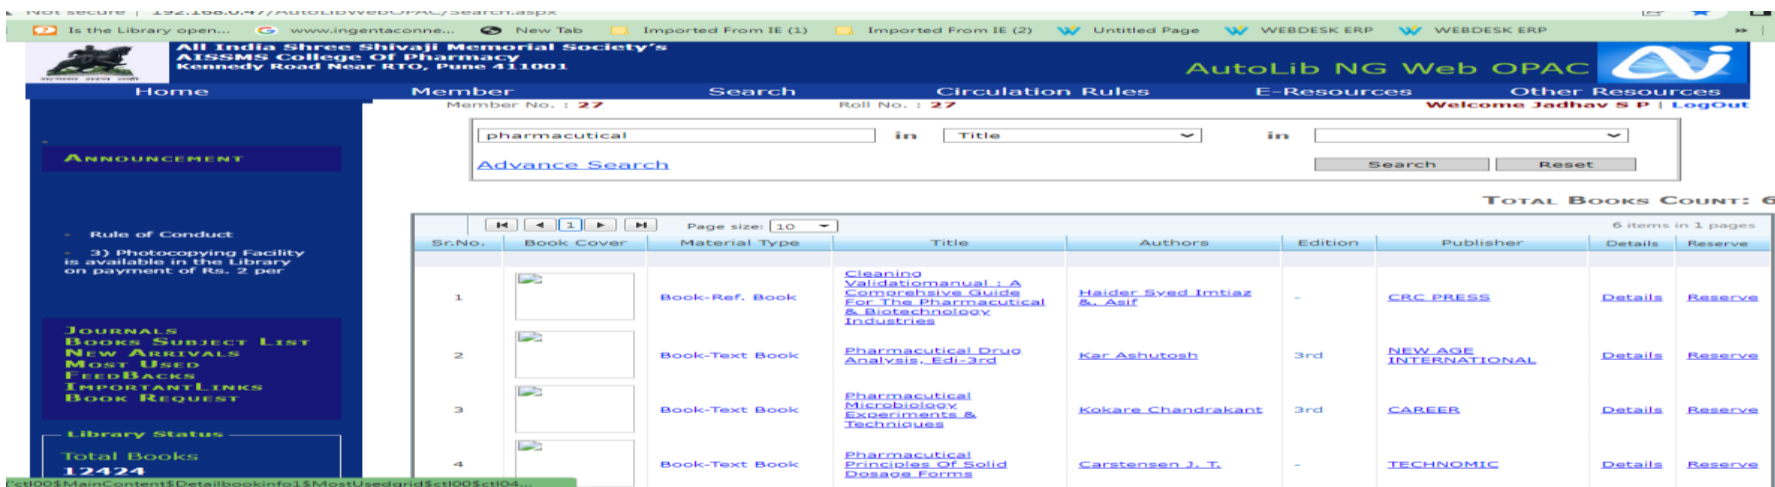 Not secure | 192.168.0.47/AutoLibWebOPAC/Search.aspx
Is the Library open... www.ingentaconne... New Tab Imported From IE (1) Imported From IE (2) Untitled Page WEBDESK ERP WEBDESK ERP »
All India Shree Shivaji Memorial Society's
AISSMS College Of Pharmacy
Kennedy Road Near RTO, Pune 411001
AutoLib NG Web OPAC
Home Member Search Circulation Rules E-Resources Other Resources
Member No. : 27 Roll No. : 27 Welcome Jadhav S P | LogOut
pharmacutical in Title in
Advance Search Search Reset
ANNOUNCEMENT
Rule of Conduct
3) Photocopying Facility
is available in the Library
on payment of Rs. 2 per
JOURNALS
BOOKS SUBJECT LIST
NEW ARRIVALS
MOST USED
FEEDBACKS
IMPORTANTLINKS
BOOK REQUEST
Library Status
Total Books
12424
TOTAL BOOKS COUNT: 6
1 Page size: 10 6 items in 1 pages
Sr.No. Book Cover Material Type Title Authors Edition Publisher Details Reserve
1 Book-Ref. Book Cleaning
Validatiomanual : A
Comprehsive Guide
For The Pharmacutical
& Biotechnology
Industries Haider Syed Imtiaz
&. Asif - CRC PRESS Details Reserve
2 Book-Text Book Pharmacutical Drug
Analysis, Edi-3rd Kar Ashutosh 3rd NEW AGE
INTERNATIONAL Details Reserve
3 Book-Text Book Pharmacutical
Microbiology
Experiments &
Techniques Kokare Chandrakant 3rd CAREER Details Reserve
4 Book-Text Book Pharmacutical
Principles Of Solid
Dosage Forms Carstensen J. T. - TECHNOMIC Details Reserve
'ctl00$MainContent$Detailbookinfo1$MostUsedgrid$ctl00$ctl04...